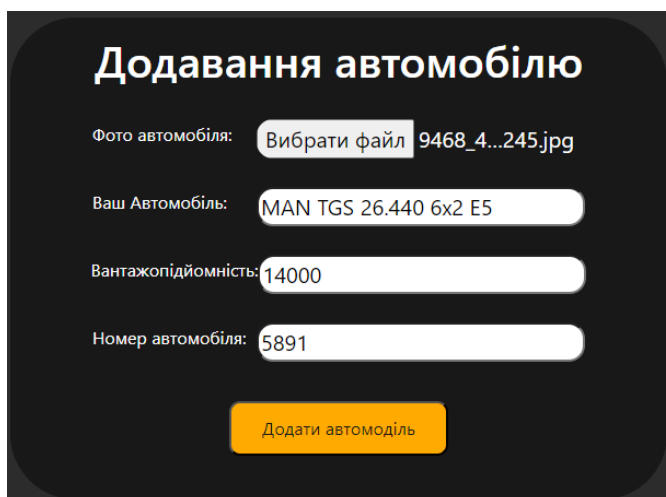 Додавання автомобілю
Фото автомобіля: Вибрати файл 9468_4...245.jpg
Ваш Автомобіль: MAN TGS 26.440 6x2 E5
Вантажопідйомність: 14000
Номер автомобіля: 5891
Додати автомоділь